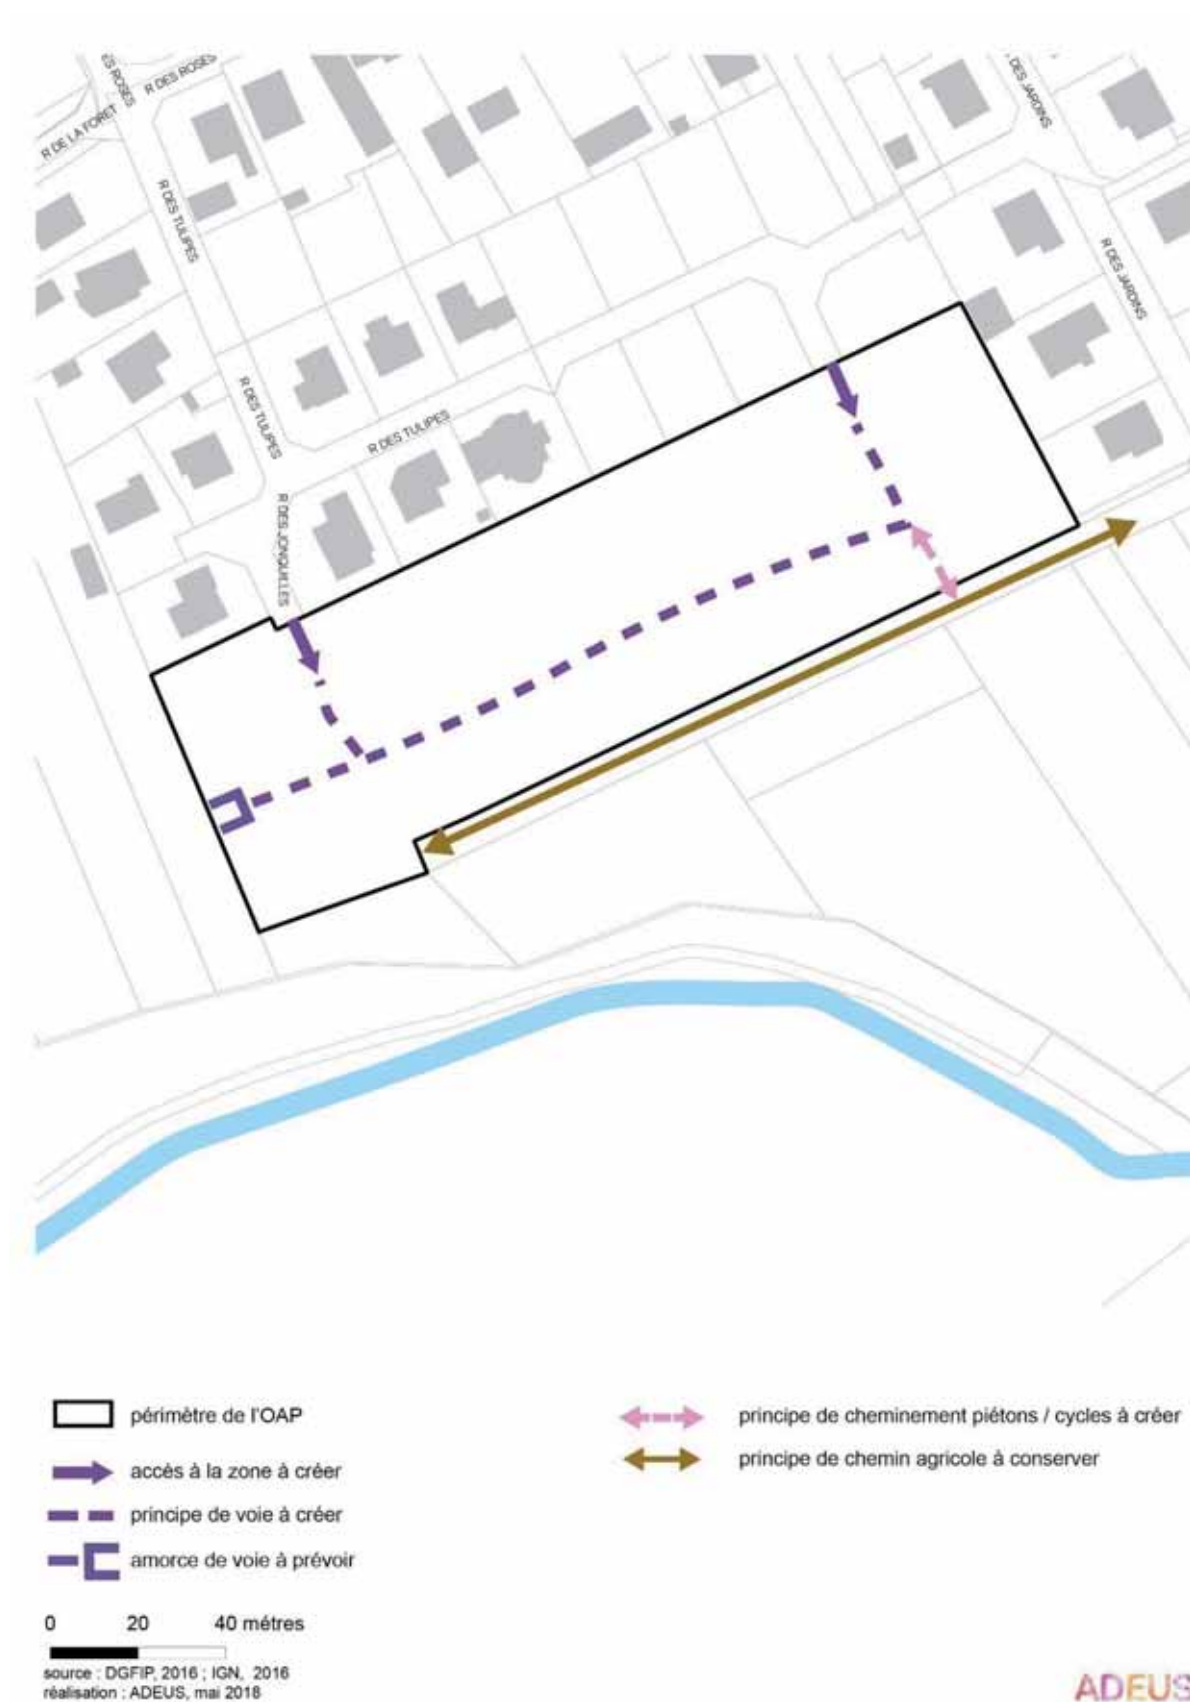 ES ROSES
R DES ROSES
R DE LA FORET
R DES TULIPES
R DES TULIPES
R DES TULIPES
R DES JONQUILLES
DES JARDINS
R DES JARDINS
périmètre de l'OAP
accès à la zone à créer
principe de voie à créer
amorce de voie à prévoir
principe de cheminement piétons / cycles à créer
principe de chemin agricole à conserver
0 20 40 métres
source : DGFIP, 2016 ; IGN, 2016
réalisation : ADEUS, mai 2018
ADEUS